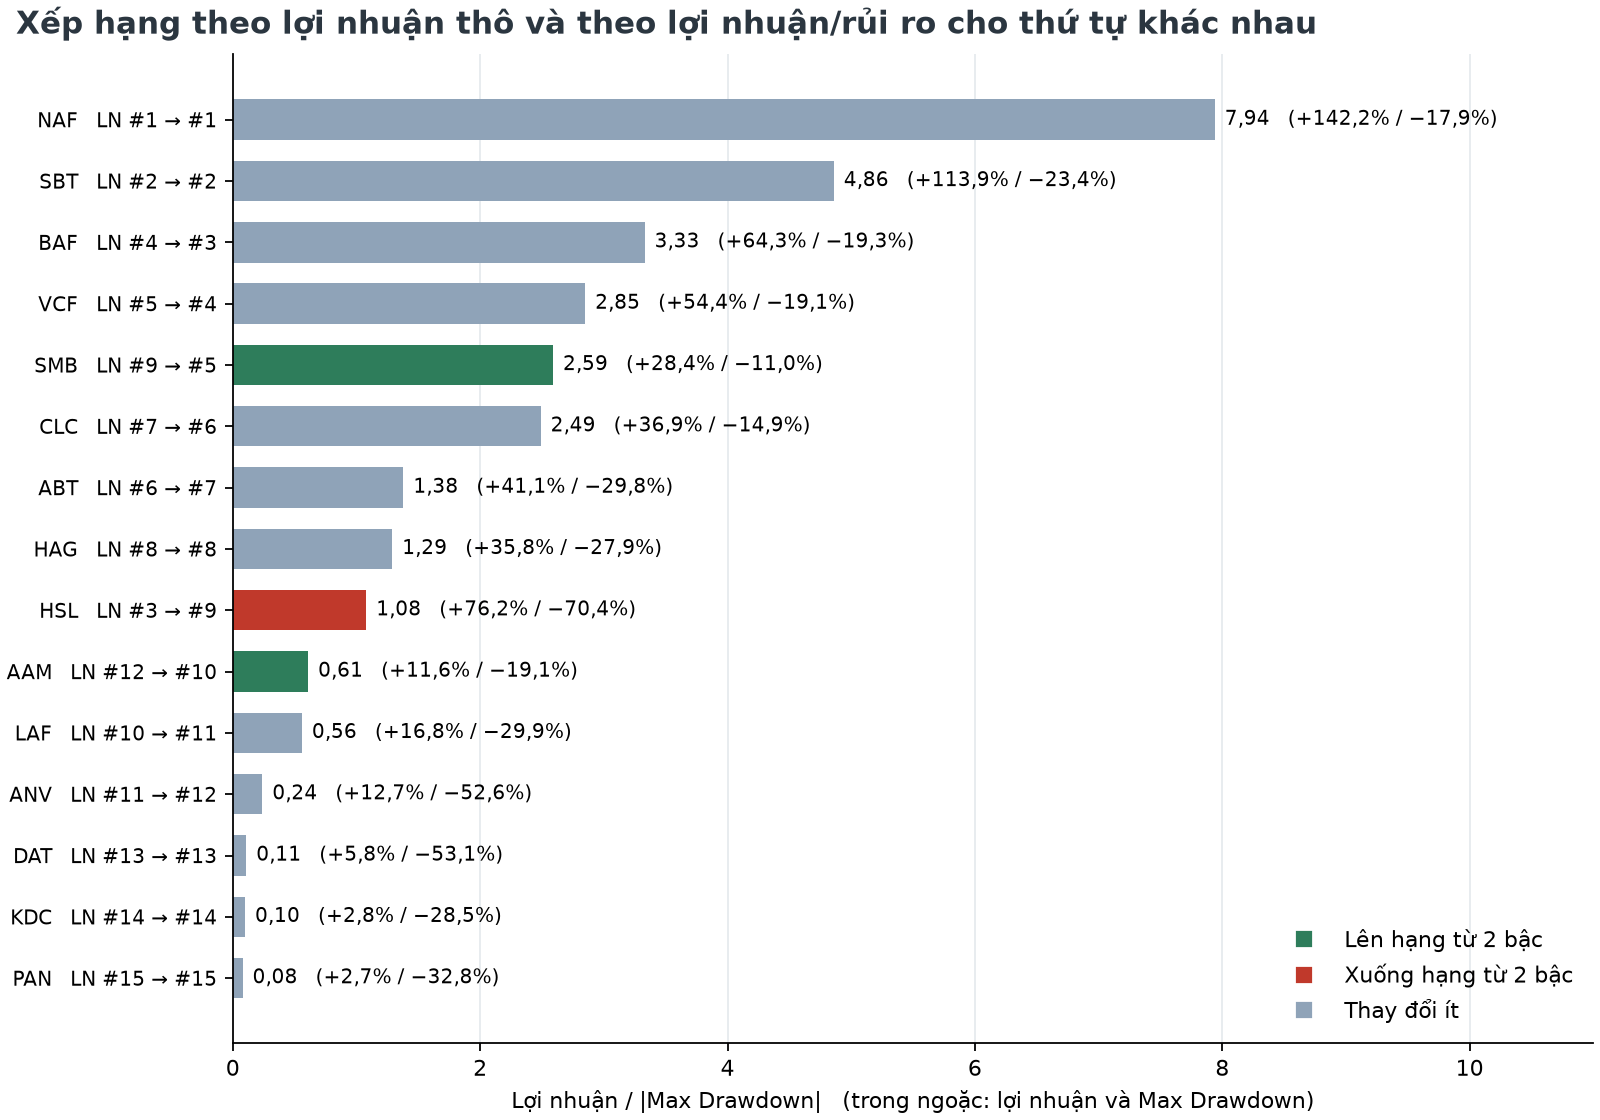 Xếp hạng theo lợi nhuận thô và theo lợi nhuận/rủi ro cho thứ tự khác nhau
NAF LN #1 → #1 7,94 (+142,2% / −17,9%)
SBT LN #2 → #2 4,86 (+113,9% / −23,4%)
BAF LN #4 → #3 3,33 (+64,3% / −19,3%)
VCF LN #5 → #4 2,85 (+54,4% / −19,1%)
SMB LN #9 → #5 2,59 (+28,4% / −11,0%)
CLC LN #7 → #6 2,49 (+36,9% / −14,9%)
ABT LN #6 → #7 1,38 (+41,1% / −29,8%)
HAG LN #8 → #8 1,29 (+35,8% / −27,9%)
HSL LN #3 → #9 1,08 (+76,2% / −70,4%)
AAM LN #12 → #10 0,61 (+11,6% / −19,1%)
LAF LN #10 → #11 0,56 (+16,8% / −29,9%)
ANV LN #11 → #12 0,24 (+12,7% / −52,6%)
DAT LN #13 → #13 0,11 (+5,8% / −53,1%)
KDC LN #14 → #14 0,10 (+2,8% / −28,5%)
PAN LN #15 → #15 0,08 (+2,7% / −32,8%)
Lên hạng từ 2 bậc
Xuống hạng từ 2 bậc
Thay đổi ít
0 2 4 6 8 10
Lợi nhuận / |Max Drawdown| (trong ngoặc: lợi nhuận và Max Drawdown)